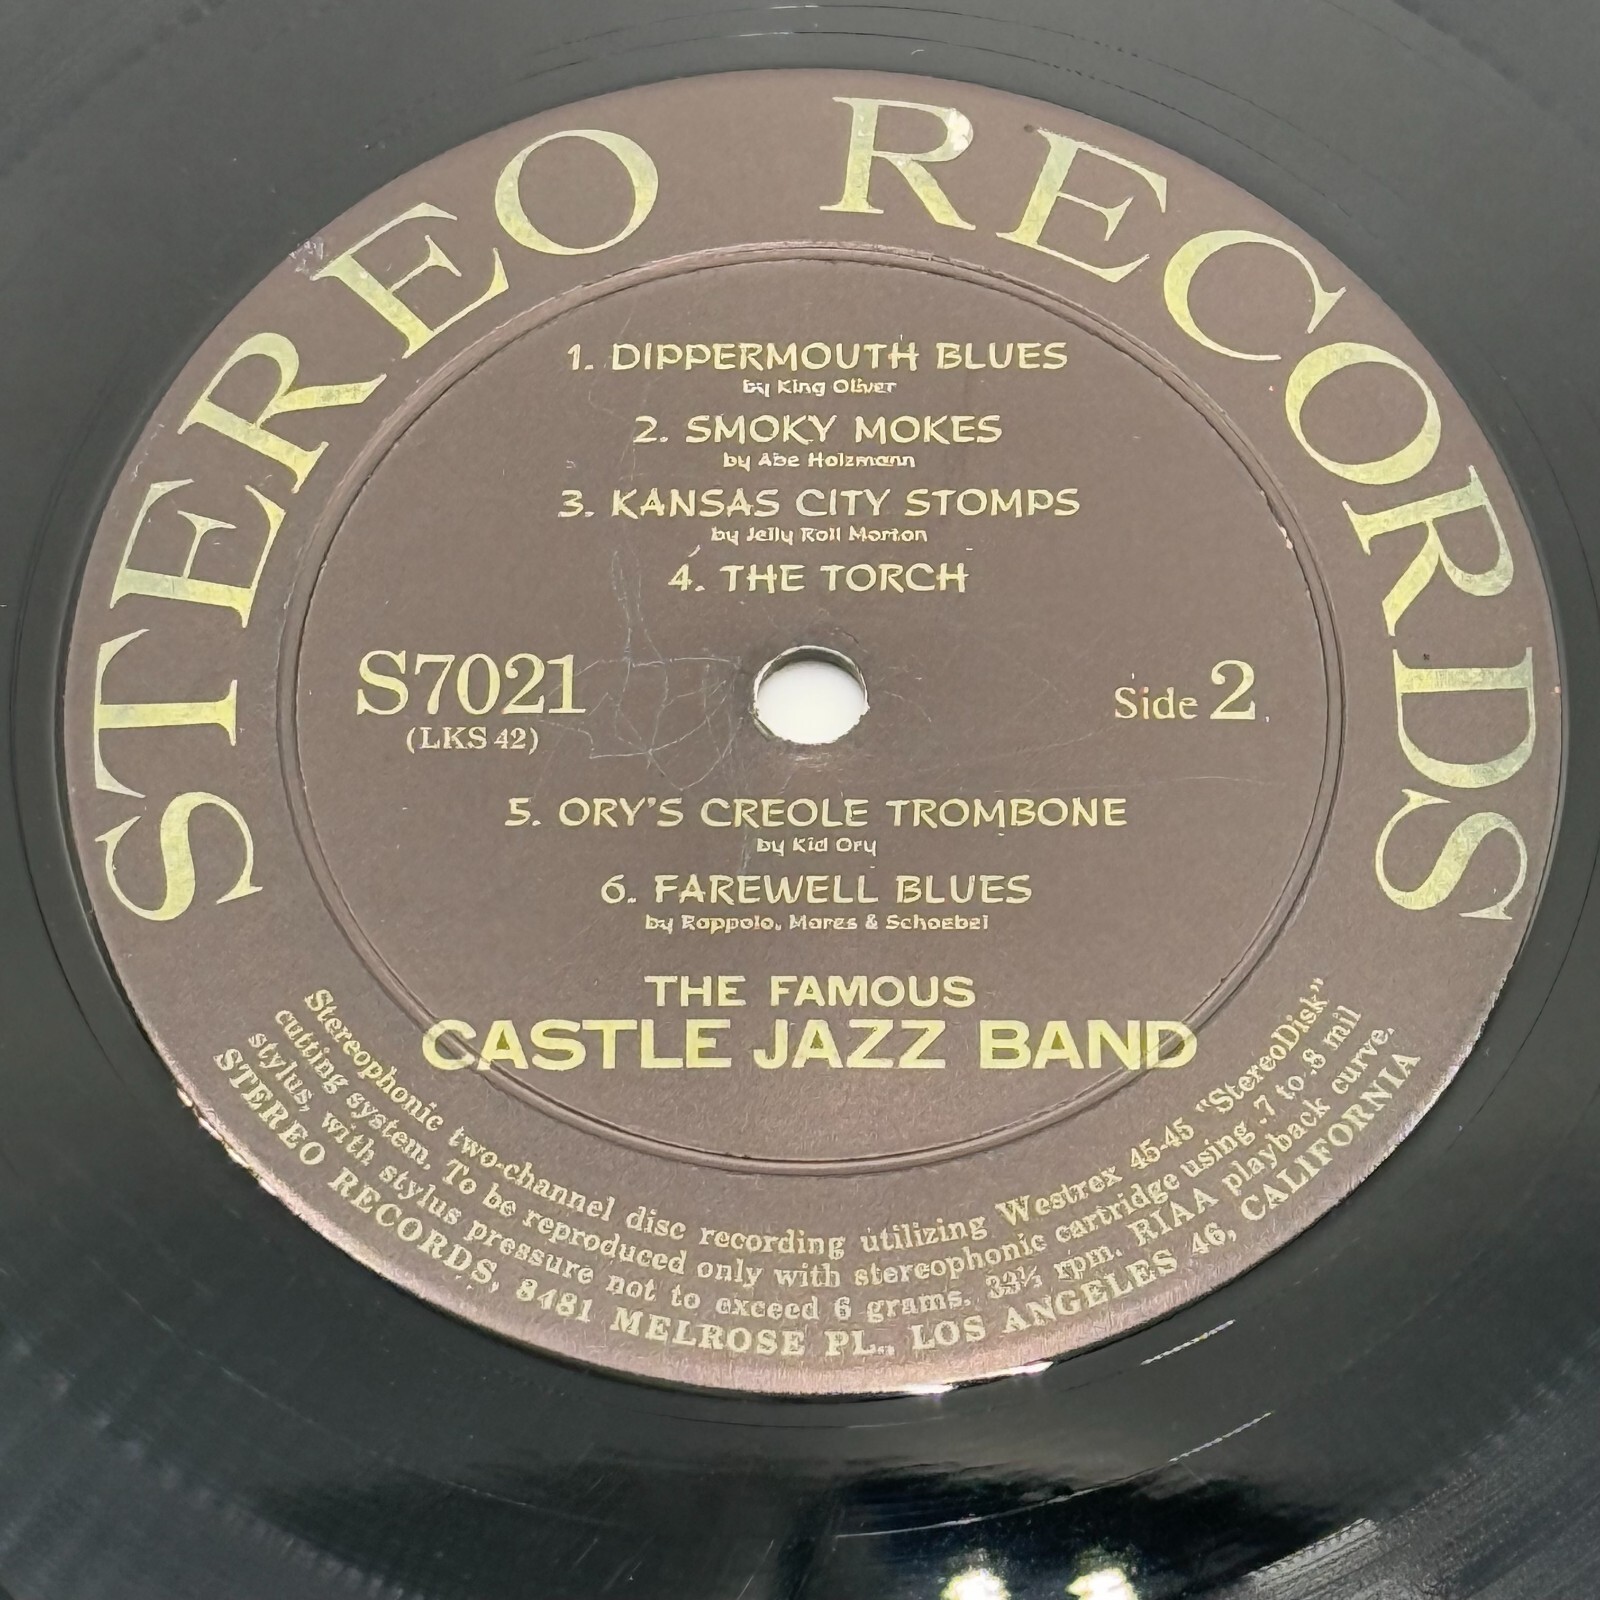 STEREO RECORDS
1. DIPPERMOUTH BLUES
by King Oliver
2. SMOKY MOKES
by Abe Holzmann
3. KANSAS CITY STOMPS
by Jelly Roll Morton
4. THE TORCH
S7021
(LKS 42)
Side 2
5. ORY'S CREOLE TROMBONE
by Kid Ory
6. FAREWELL BLUES
by Roppolo, Mares & Schoebel
THE FAMOUS
CASTLE JAZZ BAND
Stereophonic two-channel disc recording utilizing Westrex 45-45 "StereoDisk"
cutting system. To be reproduced only with stereophonic cartridge using .7 to .8 mil
stylus, with stylus pressure not to exceed 6 grams. 33⅓ rpm. RIAA playback curve.
STEREO RECORDS, 8481 MELROSE PL., LOS ANGELES 46, CALIFORNIA